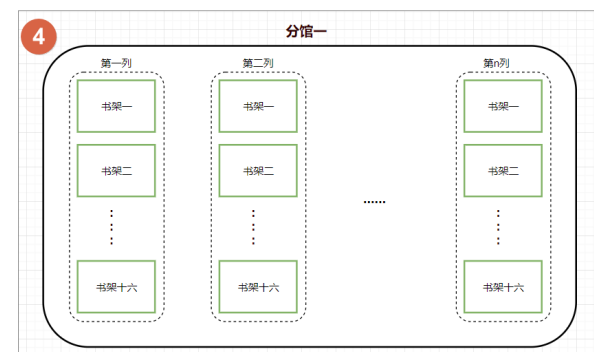 4
分馆一
第一列 第二列 第n列
书架一 书架一 书架一
书架二 书架二 书架二
......
书架十六 书架十六 书架十六